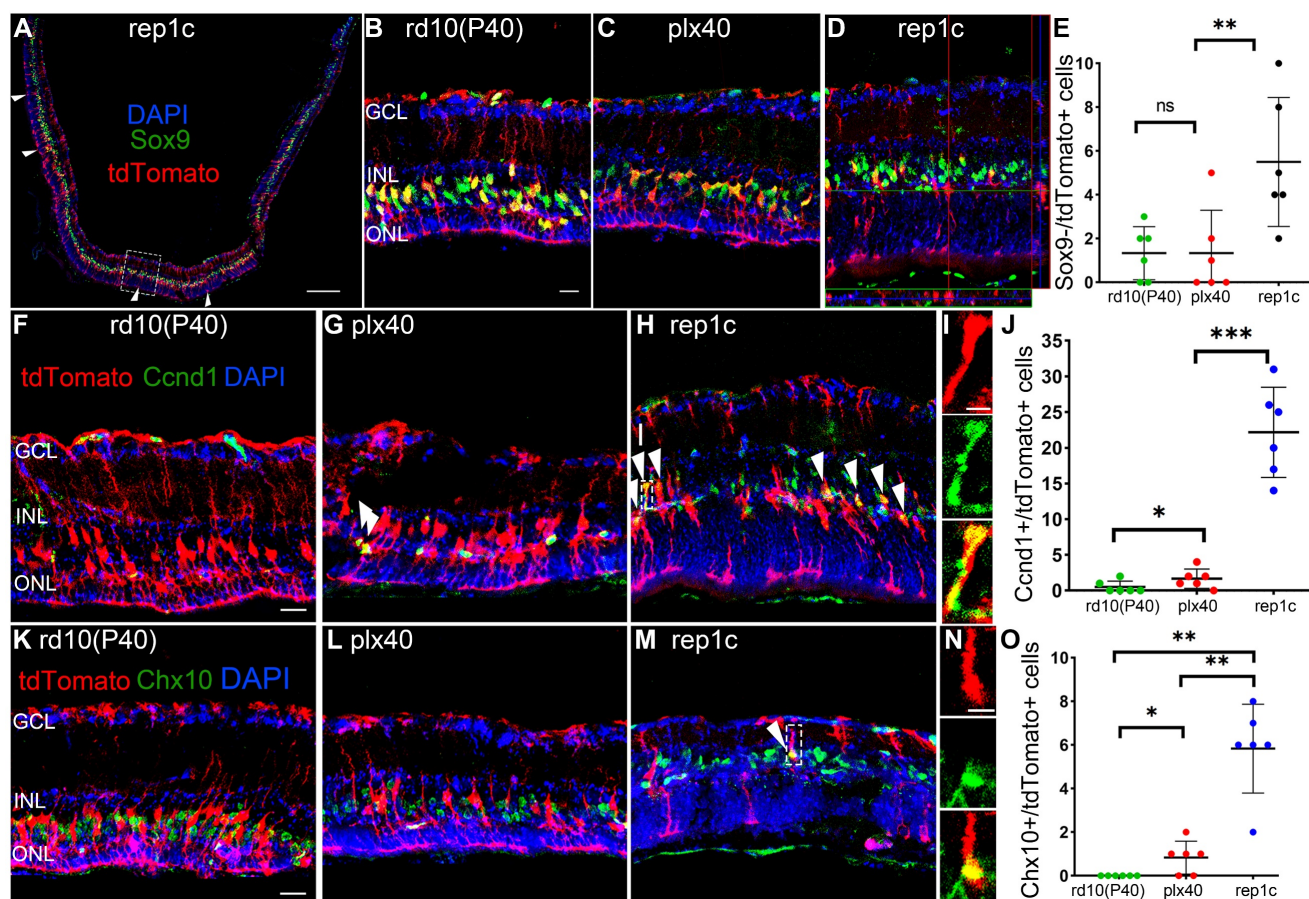 A rep1c
DAPI
Sox9
tdTomato
B rd10(P40)
GCL
INL
ONL
C plx40
D rep1c
E
Sox9-/tdTomato+ cells
10
8
6
4
2
0
ns
**
rd10(P40) plx40 rep1c
F rd10(P40)
tdTomato Ccnd1 DAPI
GCL
INL
ONL
G plx40
H rep1c
I
I
J
Ccnd1+/tdTomato+ cells
35
30
25
20
15
10
5
0
*
***
rd10(P40) plx40 rep1c
K rd10(P40)
tdTomato Chx10 DAPI
GCL
INL
ONL
L plx40
M rep1c
N
O
Chx10+/tdTomato+ cells
10
8
6
4
2
0
**
**
*
rd10(P40) plx40 rep1c